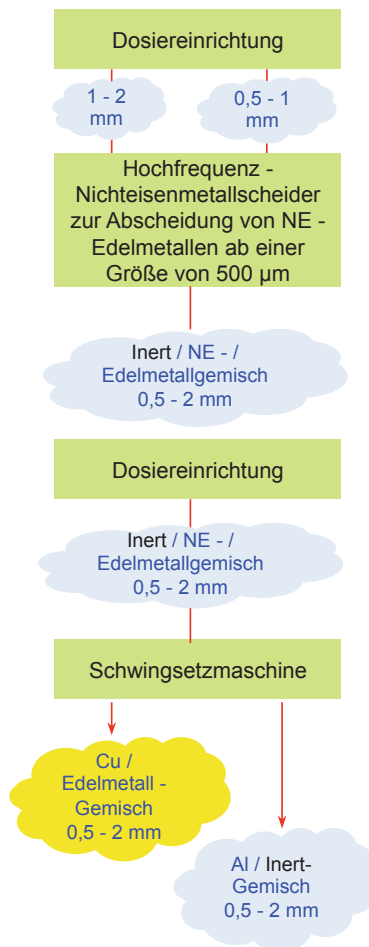 Dosiereinrichtung
1 - 2
mm
0,5 - 1
mm
Hochfrequenz -
Nichteisenmetallscheider
zur Abscheidung von NE -
Edelmetallen ab einer
Größe von 500 µm
Inert / NE - /
Edelmetallgemisch
0,5 - 2 mm
Dosiereinrichtung
Inert / NE - /
Edelmetallgemisch
0,5 - 2 mm
Schwingsetzmaschine
Cu /
Edelmetall -
Gemisch
0,5 - 2 mm
Al / Inert-
Gemisch
0,5 - 2 mm